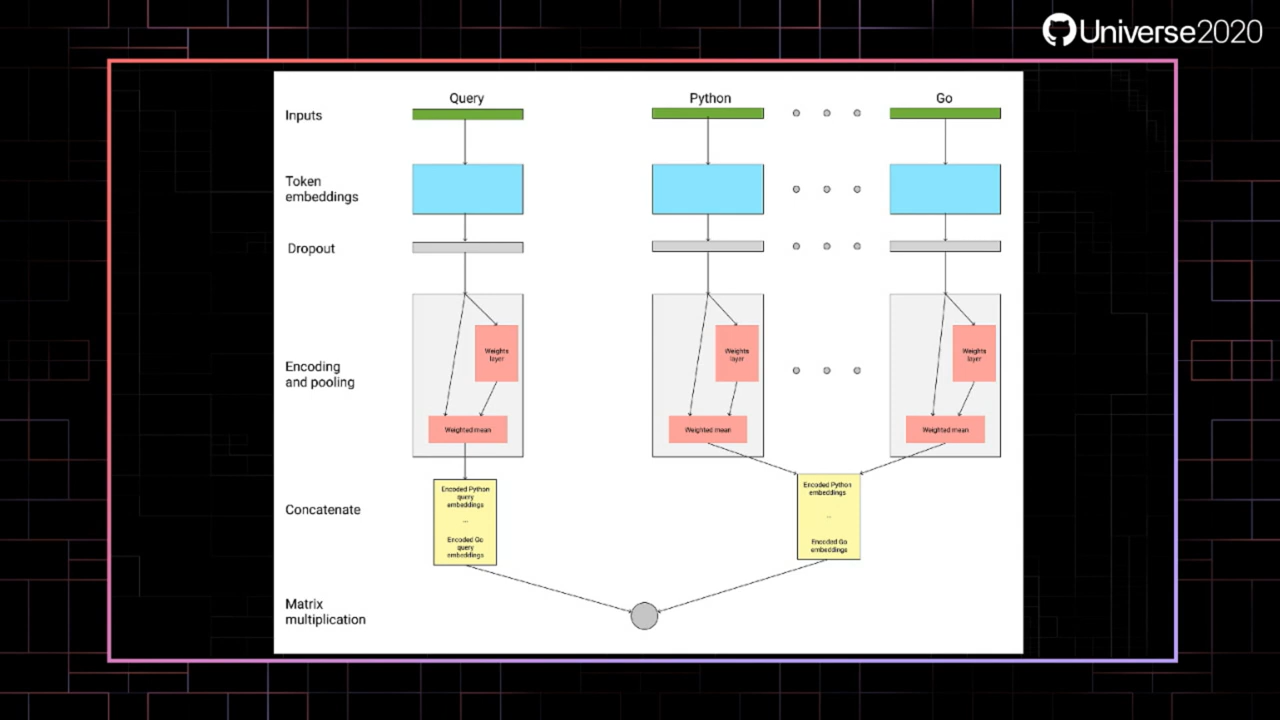 Universe2020
Query
Python
Go
Inputs
Token
embeddings
Dropout
Weights
layer
Weights
layer
Weights
layer
Encoding
and pooling
Weighted mean
Weighted mean
Weighted mean
Concatenate
Encoded Python
query
embeddings
...
Encoded Go
query
embeddings
Encoded Python
embeddings
...
Encoded Go
embeddings
Matrix
multiplication